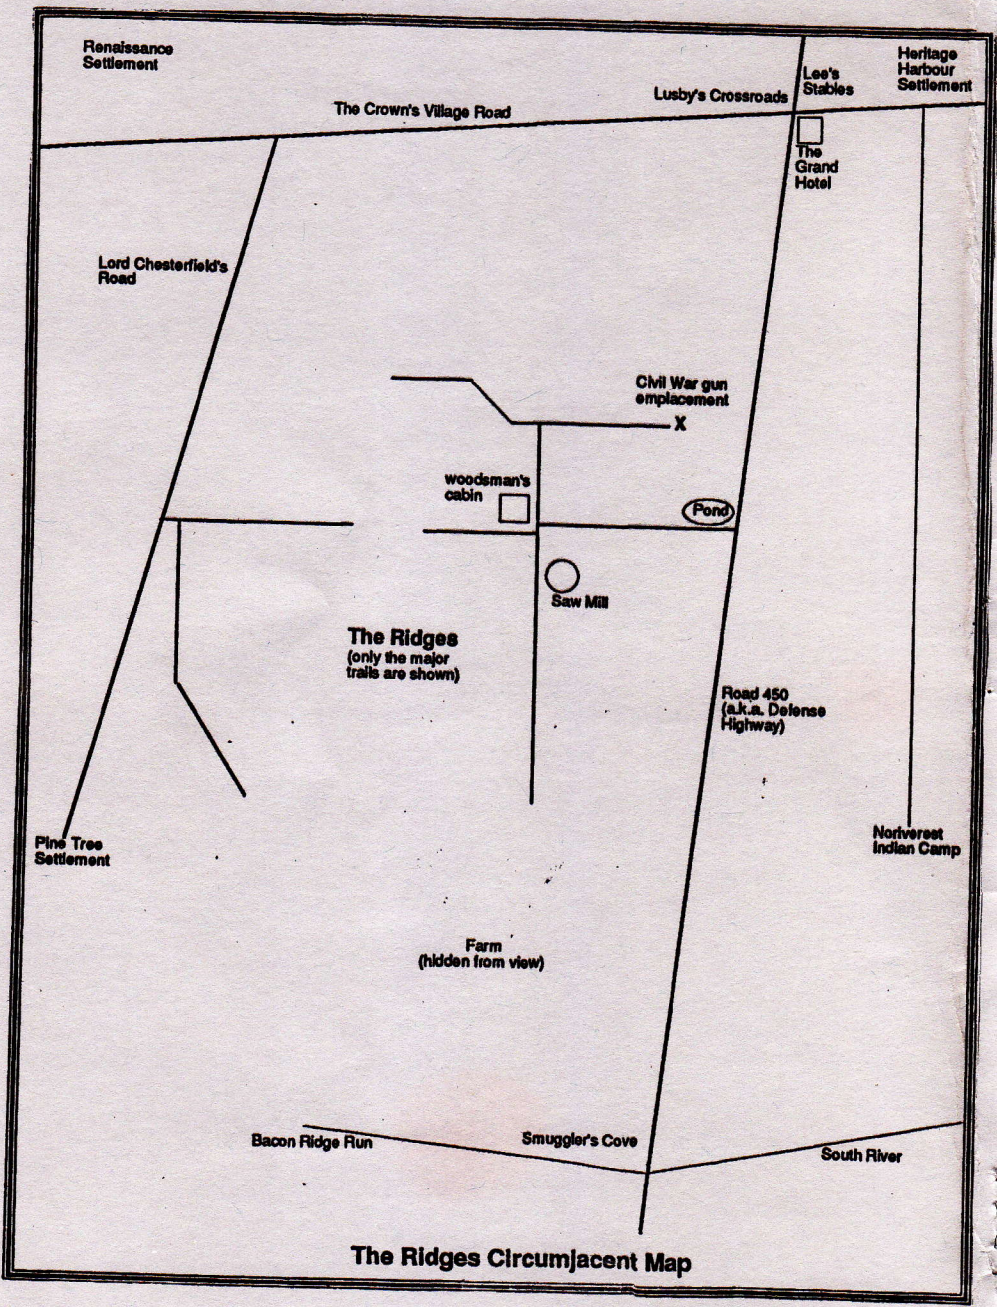 Renaissance
Settlement
Heritage
Harbour
Settlement
Lee's
Stables
Lusby's Crossroads
The Crown's Village Road
The
Grand
Hotel
Lord Chesterfield's
Road
Civil War gun
emplacement
X
woodsman's
cabin
Pond
Saw Mill
The Ridges
(only the major
trails are shown)
Road 450
(a.k.a. Defense
Highway)
Pine Tree
Settlement
Noriverest
Indian Camp
Farm
(hidden from view)
Bacon Ridge Run
Smuggler's Cove
South River
The Ridges Circumjacent Map